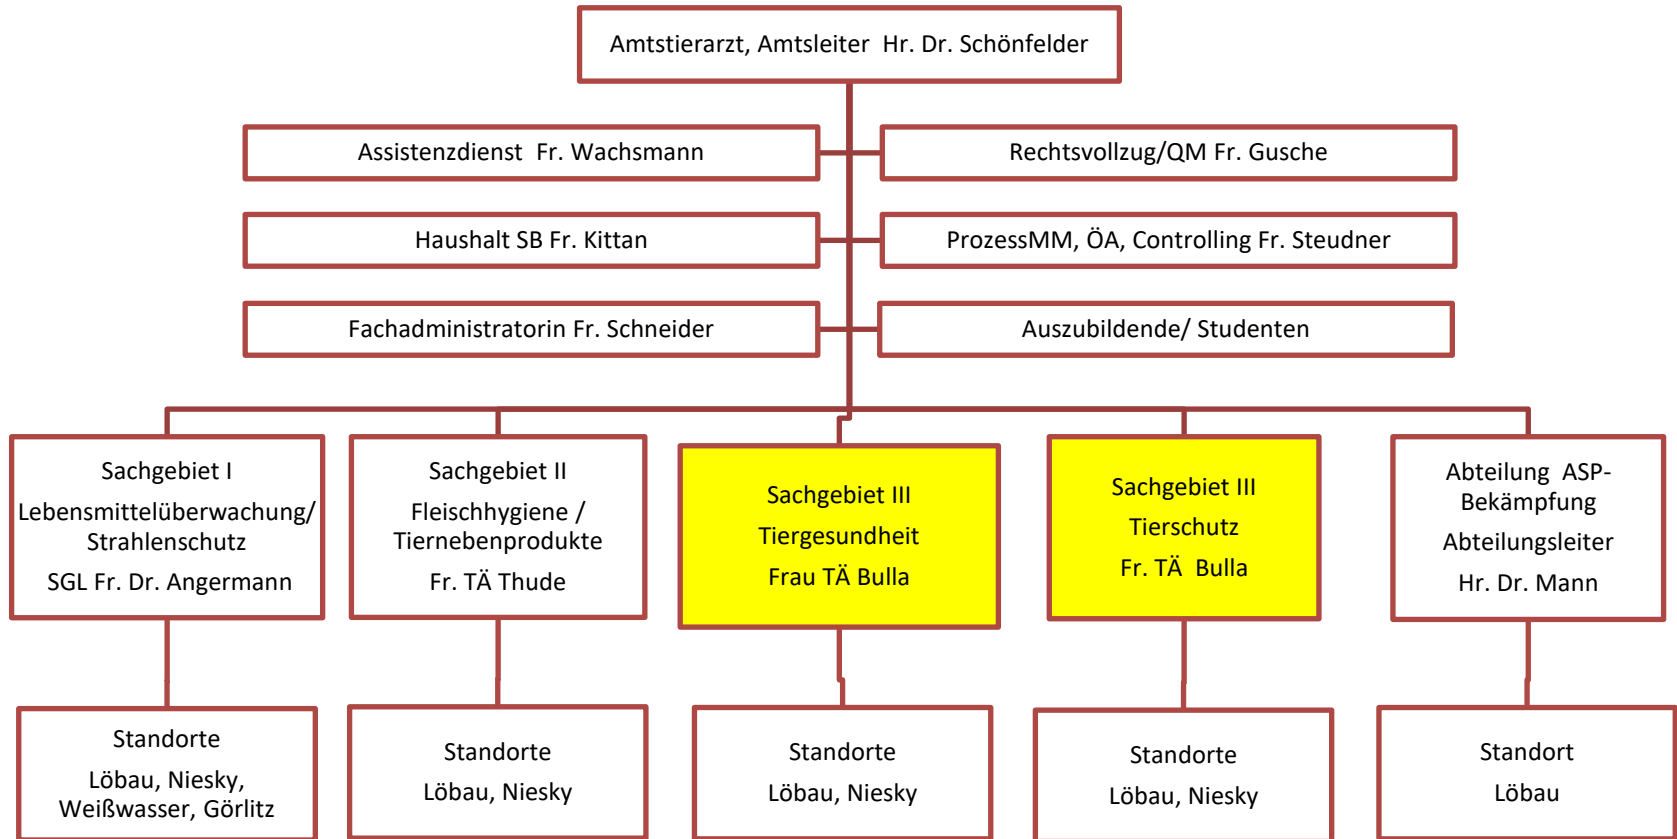 Amtstierarzt, Amtsleiter  Hr. Dr. Schönfelder
Assistenzdienst  Fr. Wachsmann
Rechtsvollzug/QM Fr. Gusche
Haushalt SB Fr. Kittan
ProzessMM, ÖA, Controlling Fr. Steudner
Fachadministratorin Fr. Schneider
Auszubildende/ Studenten
Sachgebiet I
Lebensmittelüberwachung/
Strahlenschutz
SGL Fr. Dr. Angermann
Sachgebiet II
Fleischhygiene /
Tiernebenprodukte
Fr. TÄ Thude
Sachgebiet III
Tiergesundheit
Frau TÄ Bulla
Sachgebiet III
Tierschutz
Fr. TÄ  Bulla
Abteilung  ASP-
Bekämpfung
Abteilungsleiter
Hr. Dr. Mann
Standorte
Löbau, Niesky,
Weißwasser, Görlitz
Standorte
Löbau, Niesky
Standorte
Löbau, Niesky
Standorte
Löbau, Niesky
Standort
Löbau